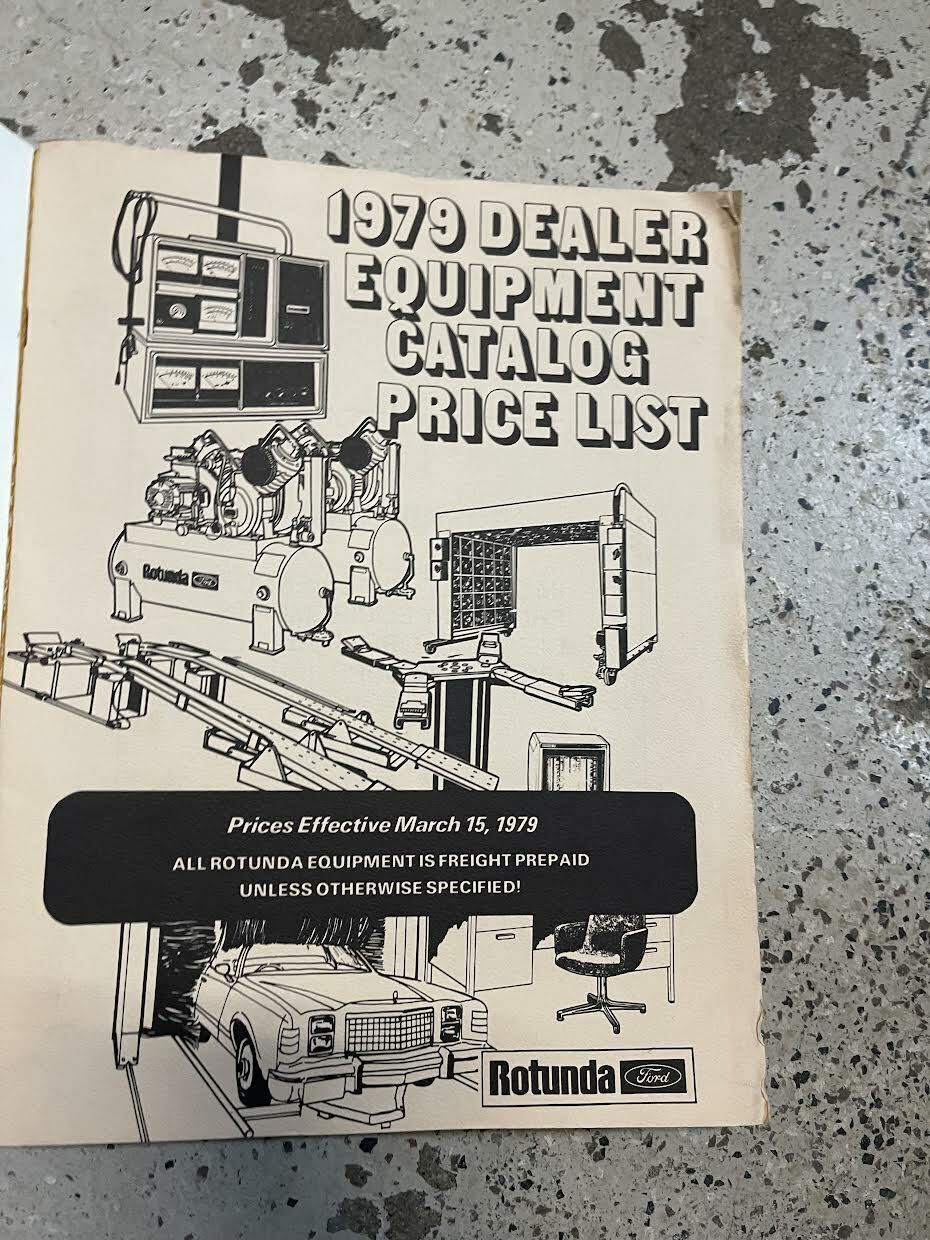 1979 DEALER
EQUIPMENT
CATALOG
PRICE LIST
Rotunda Ford
Prices Effective March 15, 1979
ALL ROTUNDA EQUIPMENT IS FREIGHT PREPAID
UNLESS OTHERWISE SPECIFIED!
Rotunda Ford